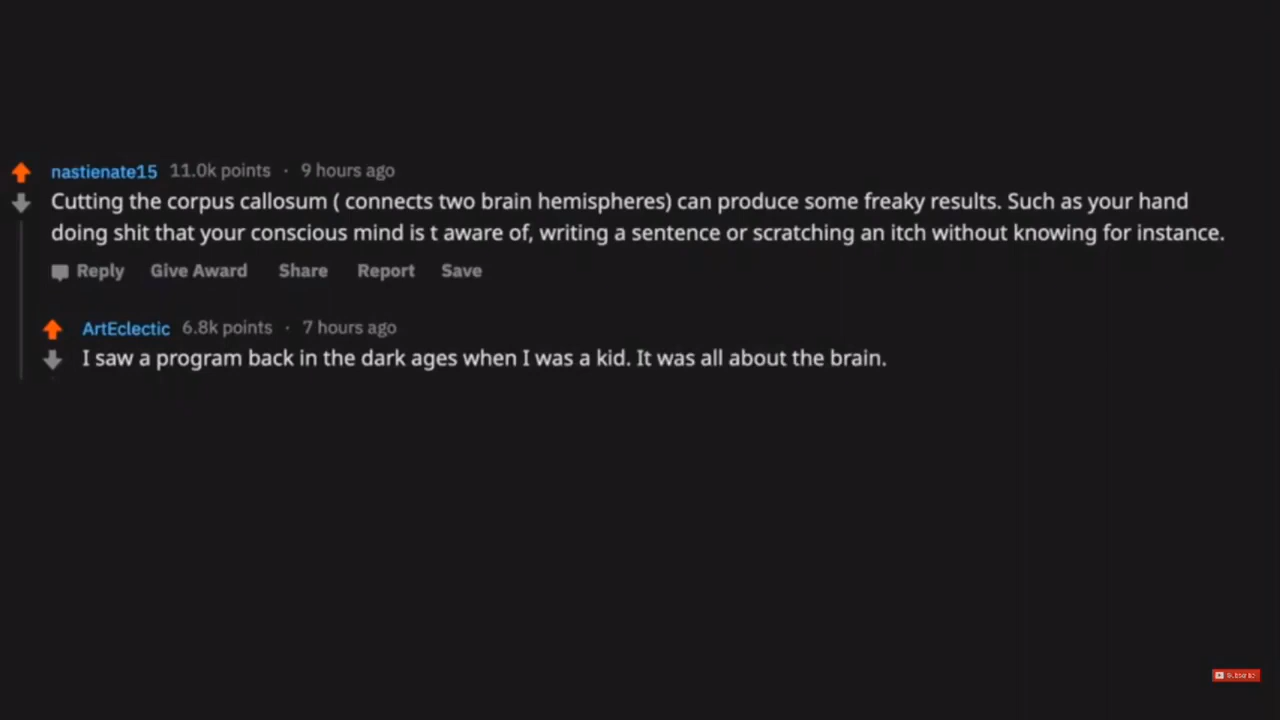 nastienate15 11.0k points · 9 hours ago
Cutting the corpus callosum ( connects two brain hemispheres) can produce some freaky results. Such as your hand
doing shit that your conscious mind is t aware of, writing a sentence or scratching an itch without knowing for instance.
Reply Give Award Share Report Save
ArtEclectic 6.8k points · 7 hours ago
I saw a program back in the dark ages when I was a kid. It was all about the brain.